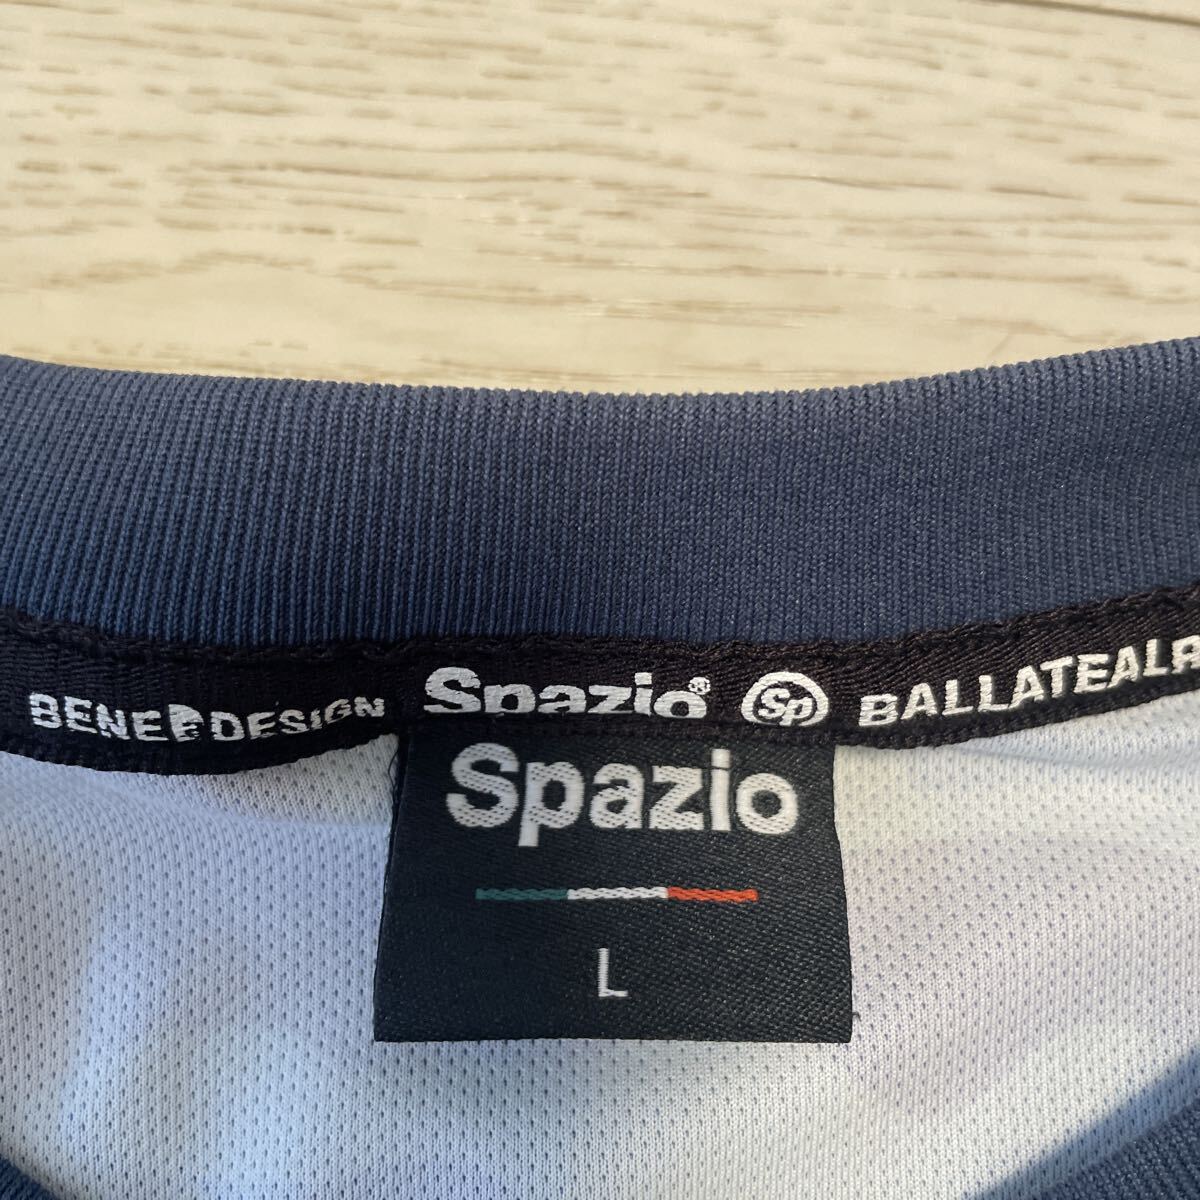 BENE DESIGN Spazio® Sp BALLATEALR
Spazio
L